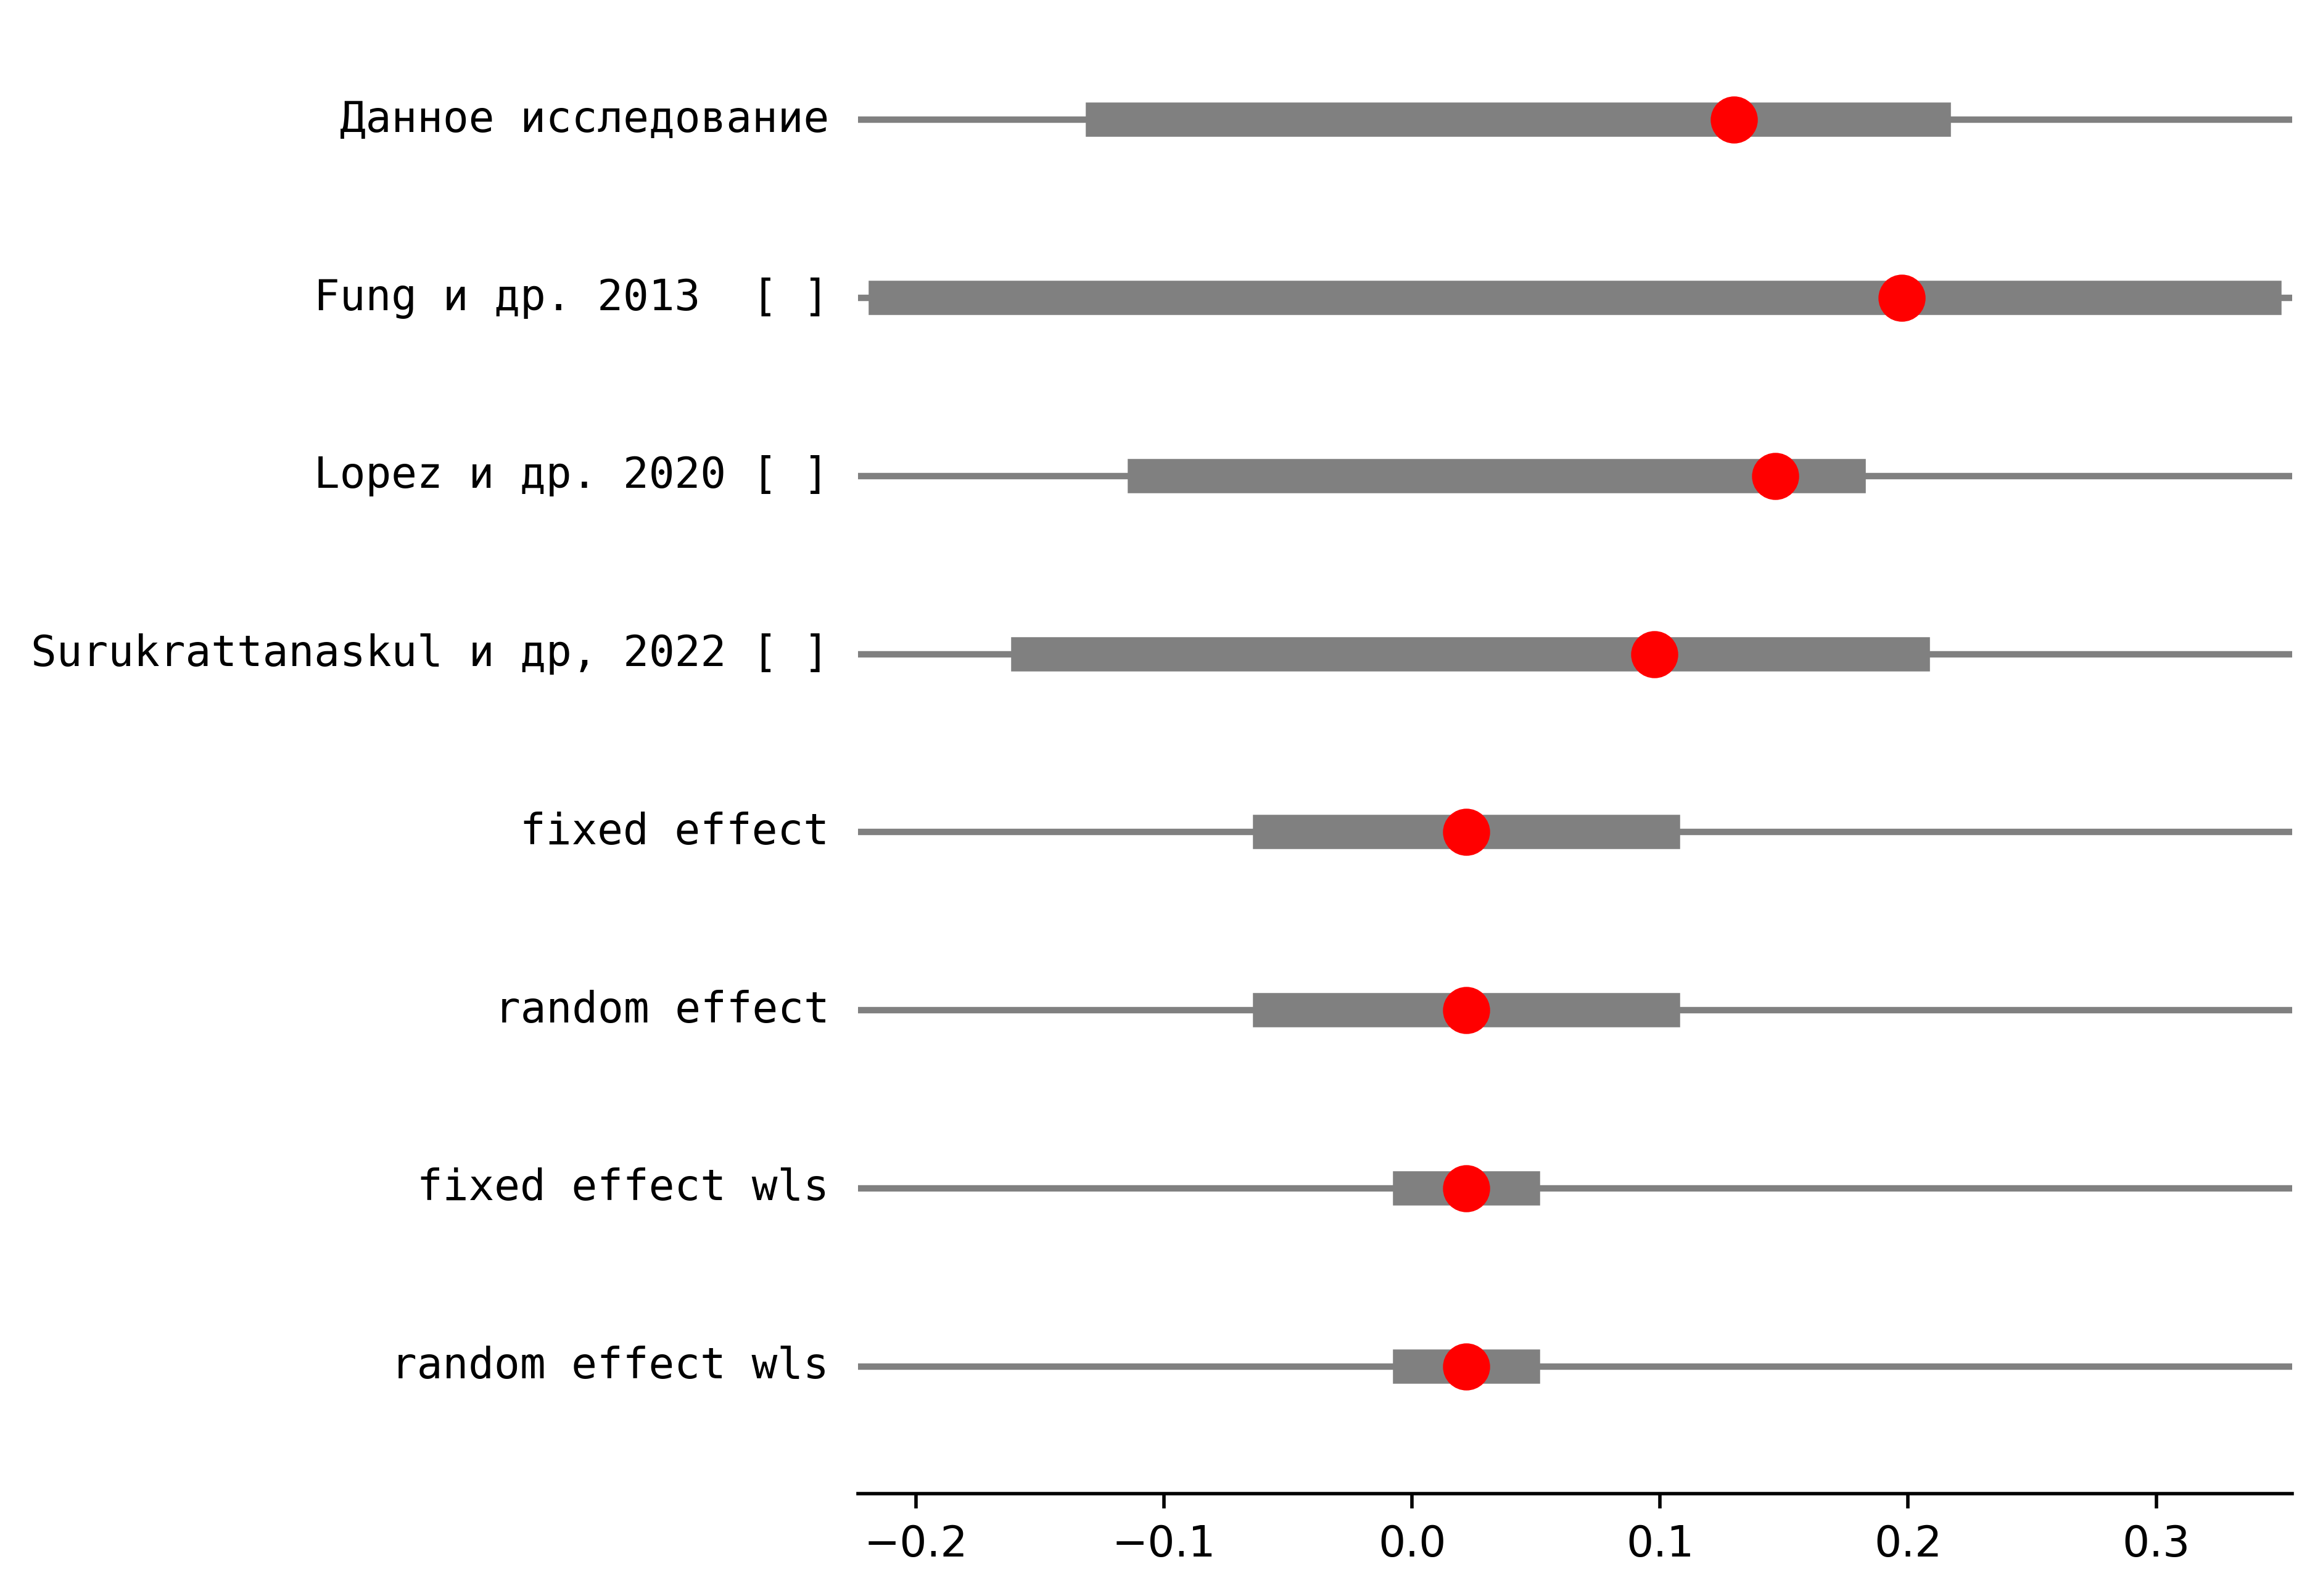 Данное исследование
Fung и др. 2013  [ ]
Lopez и др. 2020 [ ]
Surukrattanaskul и др, 2022 [ ]
fixed effect
random effect
fixed effect wls
random effect wls
−0.2 −0.1 0.0 0.1 0.2 0.3